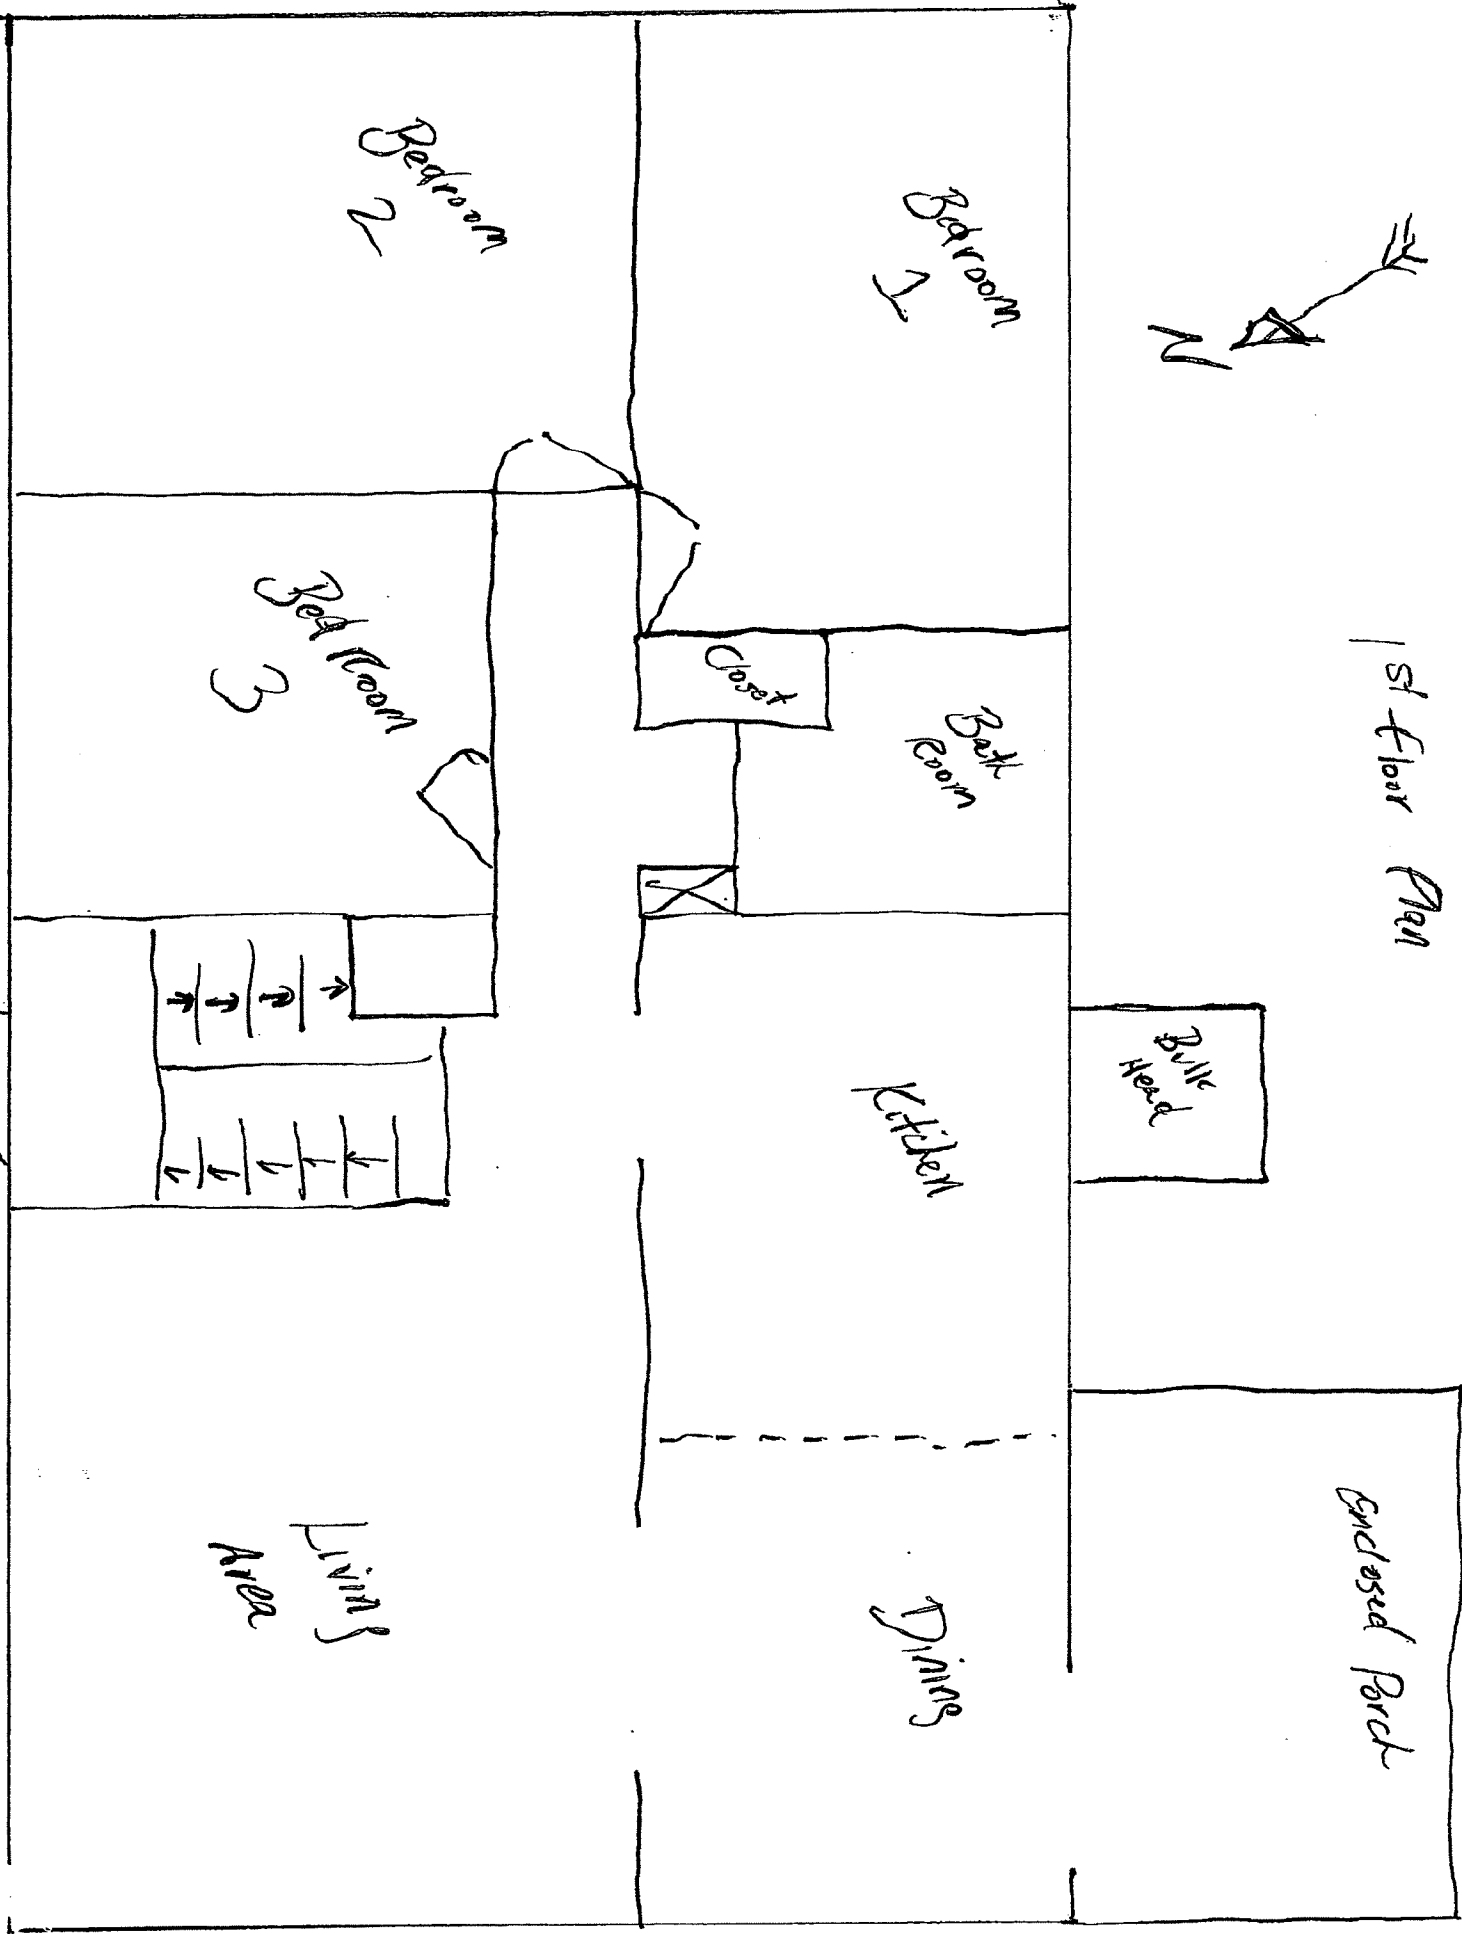 1st floor Plan
N
Bedroom
1
Bedroom
2
Closet
Bath
Room
Bed Room
3
Bulk
Head
Kitchen
Enclosed Porch
Dining
Living
Area